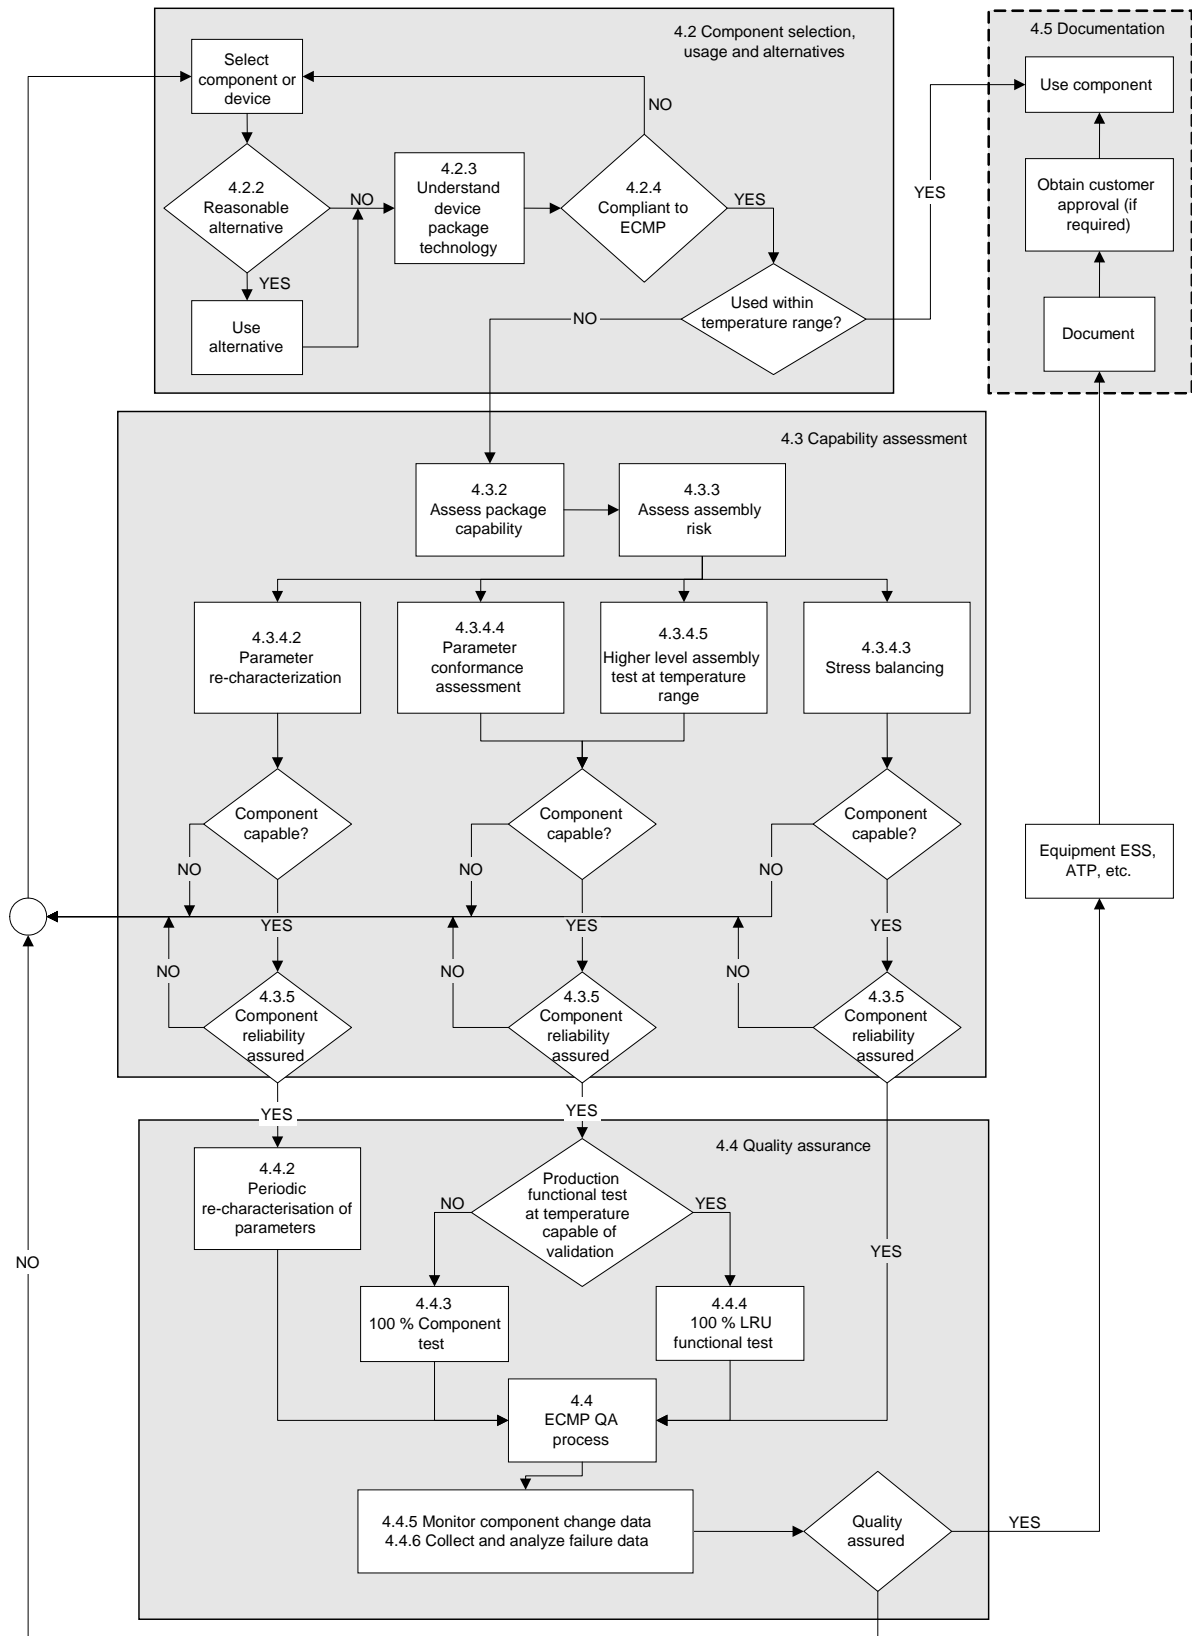 4.2 Component selection,
usage and alternatives
4.5 Documentation
Select
component or
device
Use component
NO
4.2.2
Reasonable
alternative
NO
4.2.3
Understand
device
package
technology
4.2.4
Compliant to
ECMP
YES
YES
Obtain customer
approval (if
required)
YES
Use
alternative
NO
Used within
temperature range?
Document
4.3 Capability assessment
4.3.2
Assess package
capability
4.3.3
Assess assembly
risk
4.3.4.2
Parameter
re-characterization
4.3.4.4
Parameter
conformance
assessment
4.3.4.5
Higher level assembly
test at temperature
range
4.3.4.3
Stress balancing
Component
capable?
Component
capable?
Component
capable?
NO
NO
NO
Equipment ESS,
ATP, etc.
YES
YES
YES
NO
NO
NO
4.3.5
Component
reliability
assured
4.3.5
Component
reliability
assured
4.3.5
Component
reliability
assured
YES
YES
4.4 Quality assurance
4.4.2
Periodic
re-characterisation of
parameters
NO
Production
functional test
at temperature
capable of
validation
YES
YES
NO
4.4.3
100 % Component
test
4.4.4
100 % LRU
functional test
4.4
ECMP QA
process
4.4.5 Monitor component change data
4.4.6 Collect and analyze failure data
Quality
assured
YES